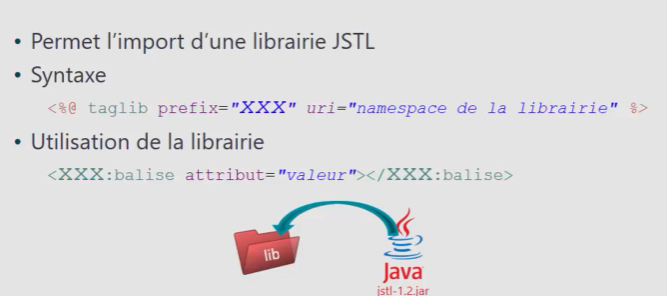 • Permet l'import d'une librairie JSTL
• Syntaxe
<%@ taglib prefix="XXX" uri="namespace de la librairie" %>
• Utilisation de la librairie
<XXX:balise attribut="valeur"></XXX:balise>
lib
Java
jstl-1.2.jar